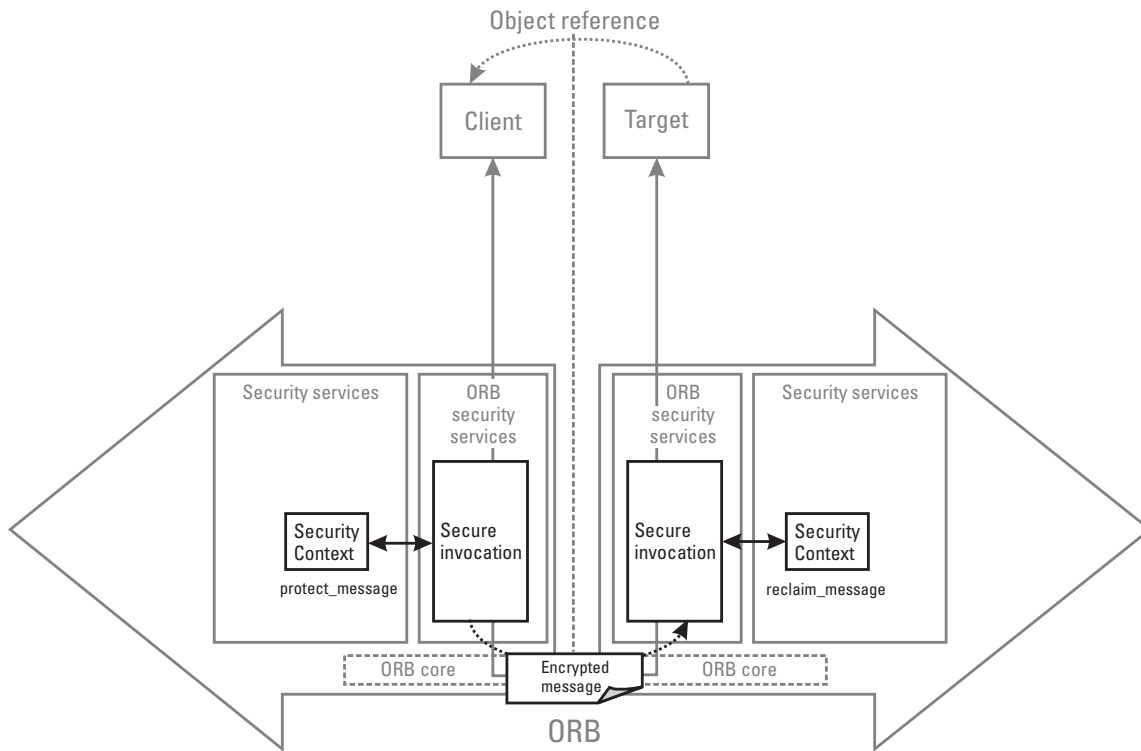 Object reference
Client
Target
Security services
ORB
security
services
ORB
security
services
Security services
Security
Context
Secure
invocation
Secure
invocation
Security
Context
protect_message
reclaim_message
ORB core
Encrypted
message
ORB core
ORB